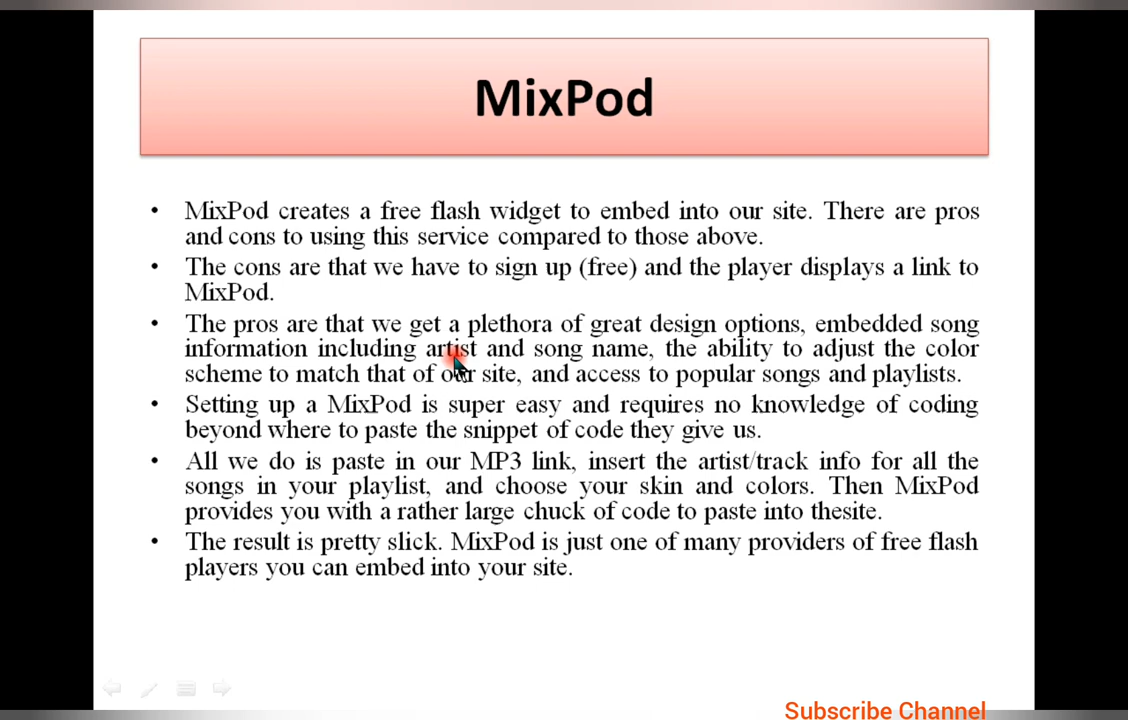 MixPod
• MixPod creates a free flash widget to embed into our site. There are pros
and cons to using this service compared to those above.
• The cons are that we have to sign up (free) and the player displays a link to
MixPod.
• The pros are that we get a plethora of great design options, embedded song
information including artist and song name, the ability to adjust the color
scheme to match that of our site, and access to popular songs and playlists.
• Setting up a MixPod is super easy and requires no knowledge of coding
beyond where to paste the snippet of code they give us.
• All we do is paste in our MP3 link, insert the artist/track info for all the
songs in your playlist, and choose your skin and colors. Then MixPod
provides you with a rather large chuck of code to paste into thesite.
• The result is pretty slick. MixPod is just one of many providers of free flash
players you can embed into your site.
Subscribe Channel